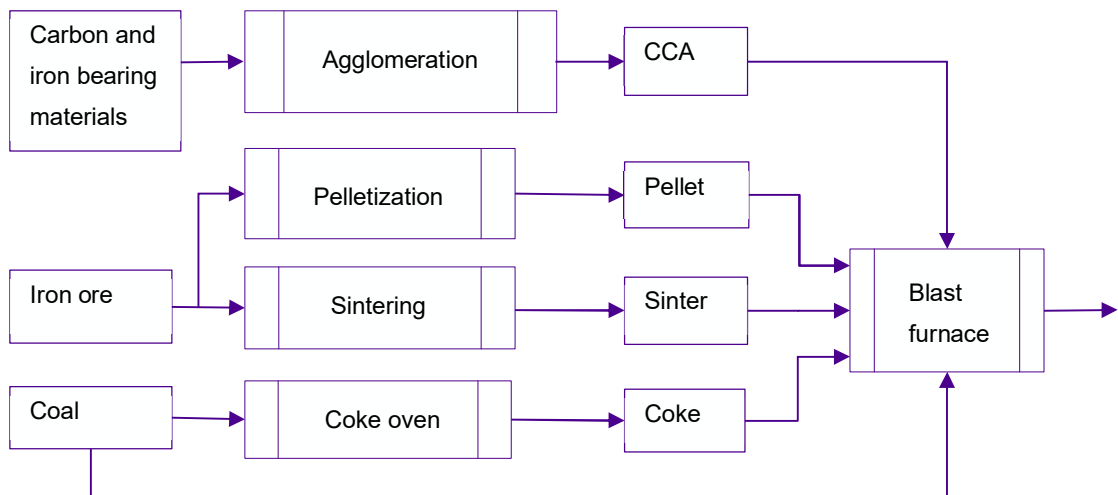 Carbon and
iron bearing
materials
Agglomeration
CCA
Pelletization
Pellet
Iron ore
Sintering
Sinter
Blast
furnace
Coal
Coke oven
Coke